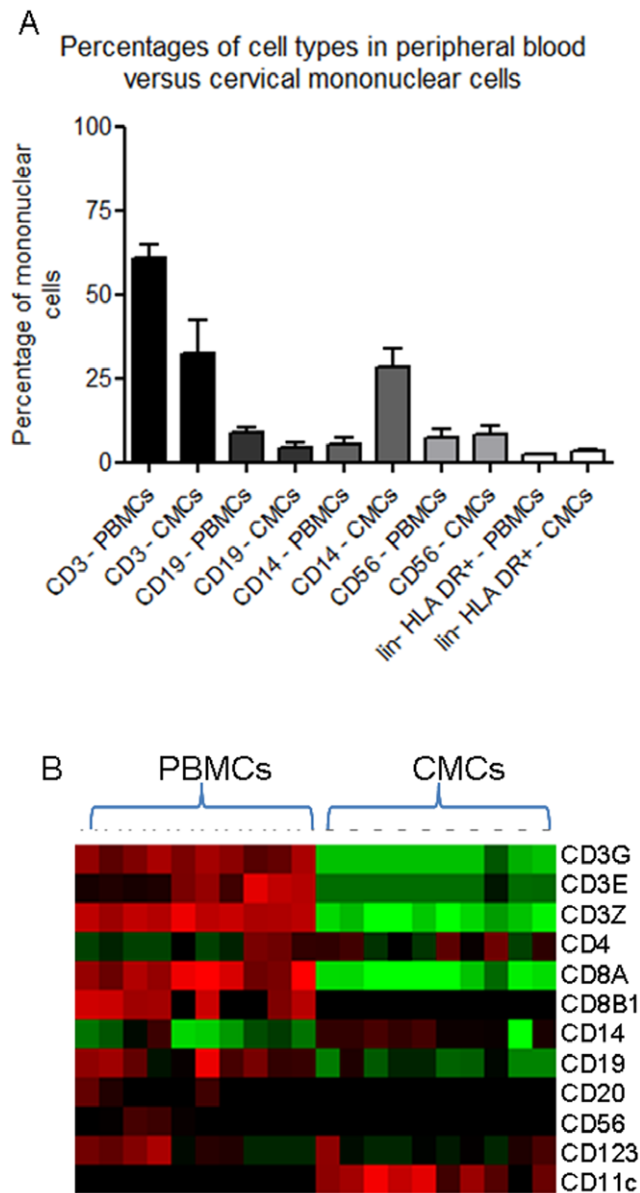 A
Percentages of cell types in peripheral blood
versus cervical mononuclear cells
Percentage of mononuclear
cells
100
75
50
25
0
CD3 - PBMCs
CD3 - CMCs
CD19 - PBMCs
CD19 - CMCs
CD14 - PBMCs
CD14 - CMCs
CD56 - PBMCs
CD56 - CMCs
lin- HLA DR+ - PBMCs
lin- HLA DR+ - CMCs
B
PBMCs
CMCs
CD3G
CD3E
CD3Z
CD4
CD8A
CD8B1
CD14
CD19
CD20
CD56
CD123
CD11c